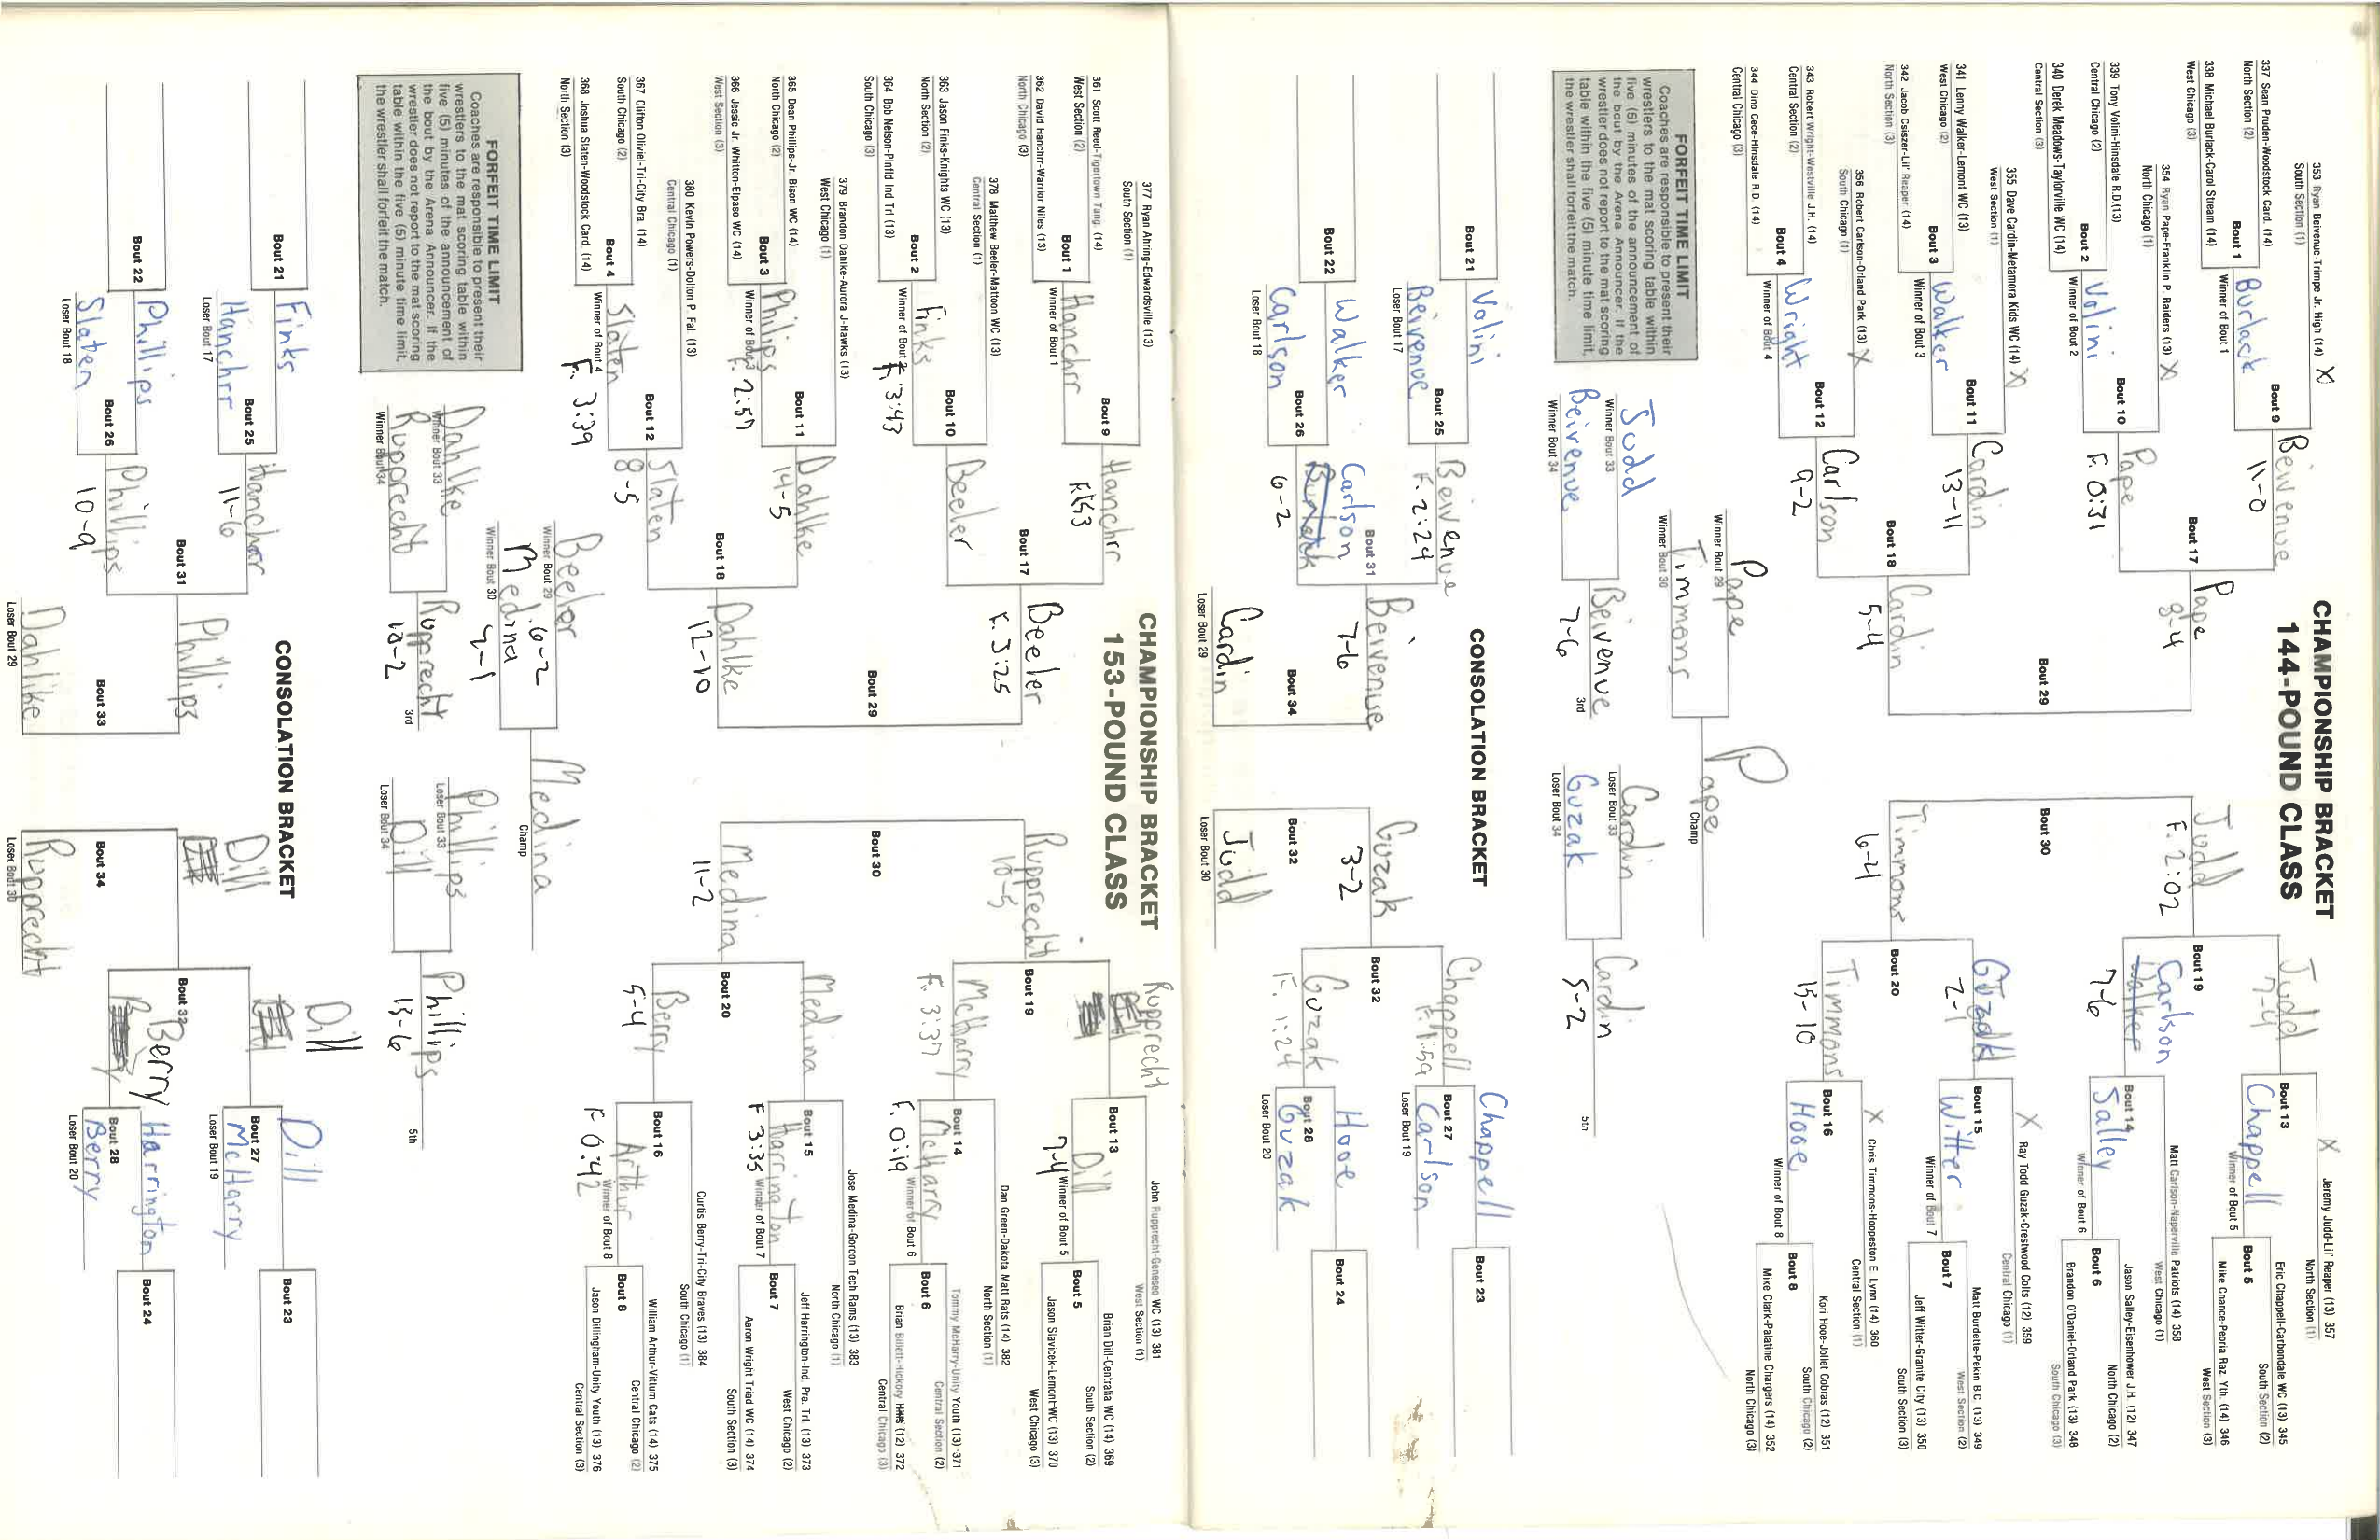 CHAMPIONSHIP BRACKET
144-POUND CLASS
353 Ryan Beivenue-Trimpe Jr. High (14) X
South Section (1)
337 Sean Pruden-Woodstock Card. (14)
North Section (2)
Bout 1
338 Michael Burlack-Carol Stream (14)
West Chicago (3)
Burlack
Winner of Bout 1
Bout 9
Beivenue
11-0
354 Ryan Pape-Franklin P. Raiders (13) X
North Chicago (1)
339 Tony Volini-Hinsdale R.D.(13)
Central Chicago (2)
Bout 2
340 Derek Meadows-Taylorville WC (14)
Central Section (3)
Volini
Winner of Bout 2
Bout 10
Pape
F. 0:31
Bout 17
Pape
8-4
355 Dave Cardin-Metamora Kids WC (14) X
West Section (1)
341 Lenny Walker-Lemont WC (13)
West Chicago (2)
Bout 3
342 Jacob Csiszer-Lil' Reaper (14)
North Section (3)
Walker
Winner of Bout 3
Bout 11
Cardin
13-11
356 Robert Carlson-Orland Park (13) X
South Chicago (1)
343 Robert Wright-Westville J.H. (14)
Central Section (2)
Bout 4
344 Dino Cece-Hinsdale R.D. (14)
Central Chicago (3)
Wright
Winner of Bout 4
Bout 12
Carlson
9-2
Bout 18
Cardin
5-4
Bout 29
X Jeremy Judd-Lil' Reaper (13) 357
North Section (1)
Eric Chappell-Carbondale WC (13) 345
South Section (2)
Bout 5
Mike Chance-Peoria Raz. Yth. (14) 346
West Section (3)
Chappell
Winner of Bout 5
Bout 13
Judd
7-4
Matt Carlson-Naperville Patriots (14) 358
West Chicago (1)
Jason Salley-Eisenhower J.H. (12) 347
North Chicago (2)
Bout 6
Brandon O'Daniel-Orland Park (13) 348
South Chicago (3)
Salley
Winner of Bout 6
Bout 14
Carlson
Walker
7-6
Bout 19
Judd
F. 2:02
X Ray Todd Guzak-Crestwood Colts (12) 359
Central Chicago (1)
Matt Burdette-Pekin B.C. (13) 349
West Section (2)
Bout 7
Jeff Witter-Granite City (13) 350
South Section (3)
Witter
Winner of Bout 7
Bout 15
Guzak
2-1
X Chris Timmons-Hoopeston E. Lynn (14) 360
Central Section (1)
Kori Hooe-Joliet Cobras (12) 351
South Chicago (2)
Bout 8
Mike Clark-Palatine Chargers (14) 352
North Chicago (3)
Hooe
Winner of Bout 8
Bout 16
Timmons
15-10
Bout 20
Timmons
6-4
Bout 30
FORFEIT TIME LIMIT
Coaches are responsible to present their
wrestlers to the mat scoring table within
five (5) minutes of the announcement of
the bout by the Arena Announcer. If the
wrestler does not report to the mat scoring
table within the five (5) minute time limit,
the wrestler shall forfeit the match.
Pape
Winner Bout 29
Timmons
Winner Bout 30
Pape
Champ
Judd
Winner Bout 33
Beivenue
Winner Bout 34
Beivenue
7-6
3rd
Cardin
Loser Bout 33
Guzak
Loser Bout 34
Cardin
5-2
5th
CONSOLATION BRACKET
Bout 21
Volini
Beivenue
Loser Bout 17
Bout 25
Beivenue
F. 2:24
Bout 22
Walker
Carlson
Loser Bout 18
Bout 26
Carlson
6-2
Bout 31
Beivenue
7-6
Cardin
Loser Bout 29
Bout 34
Bout 23
Chappell
Carlson
Loser Bout 19
Bout 27
Chappell
F. 1:59
Bout 24
Hooe
Guzak
Loser Bout 20
Bout 28
Guzak
F. 1:24
Bout 32
Guzak
3-2
Judd
Loser Bout 30
Bout 32
CHAMPIONSHIP BRACKET
153-POUND CLASS
377 Ryan Ahring-Edwardsville (13)
South Section (1)
361 Scott Reed-Tigertown Tang. (14)
West Section (2)
Bout 1
362 David Hanchrr-Warrior Niles (13)
North Chicago (3)
Hanchrr
Winner of Bout 1
Bout 9
Hanchrr
378 Matthew Beeler-Mattoon WC (13)
Central Section (1)
363 Jason Finks-Knights WC (13)
North Section (2)
Bout 2
364 Bob Nelson-Plnfld Ind Trl (13)
South Chicago (3)
Finks
Winner of Bout 2
F. 3:43
Bout 10
Beeler
Bout 17
Beeler
F. 3:25
379 Brandon Dahlke-Aurora J-Hawks (13)
West Chicago (1)
365 Dean Phillips-Jr. Bison WC (14)
North Chicago (2)
Bout 3
366 Jessie Jr. Whitton-Elpaso WC (14)
West Section (3)
Philips
Winner of Bout 3
F. 2:57
Bout 11
Dahlke
14-5
380 Kevin Powers-Dolton P. Fal (13)
Central Chicago (1)
367 Clifton Oliviel-Tri-City Bra (14)
South Chicago (2)
Bout 4
368 Joshua Slaten-Woodstock Card. (14)
North Section (3)
Slaten
Winner of Bout 4
F. 3:39
Bout 12
Slaten
8-5
Bout 18
Dahlke
12-10
Bout 29
John Rupprecht-Geneseo WC (13) 381
West Section (1)
Brian Dill-Centralia WC (14) 369
South Section (2)
Bout 5
Jason Slavicek-Lemont WC (13) 370
West Chicago (3)
Dill
7-4 Winner of Bout 5
Bout 13
Rupprecht
Dan Green-Dakota Matt Rats (14) 382
North Section (1)
Tommy McHarry-Unity Youth (13) 371
Central Section (2)
Bout 6
Brian Billett-Hickory Hills (12) 372
Central Chicago (3)
McHarry
F. 0:19 Winner of Bout 6
Bout 14
McHarry
F. 3:37
Bout 19
Rupprecht
10-5
Jose Medina-Gordon Tech Rams (13) 383
North Chicago (1)
Jeff Harrington-Ind. Pra. Trl. (13) 373
West Chicago (2)
Bout 7
Aaron Wright-Triad WC (14) 374
South Section (3)
Harrington
F 3:35 Winner of Bout 7
Bout 15
Medina
Curtis Berry-Tri-City Braves (13) 384
South Chicago (1)
William Arthur-Vittum Cats (14) 375
Central Chicago (2)
Bout 8
Jason Dillingham-Unity Youth (13) 376
Central Section (3)
Arthur
F 0:42 Winner of Bout 8
Bout 16
Berry
5-4
Bout 20
Medina
11-2
Bout 30
Beeler
6-2
Winner Bout 29
Medina
9-1
Winner Bout 30
Medina
Champ
FORFEIT TIME LIMIT
Coaches are responsible to present their
wrestlers to the mat scoring table within
five (5) minutes of the announcement of
the bout by the Arena Announcer. If the
wrestler does not report to the mat scoring
table within the five (5) minute time limit,
the wrestler shall forfeit the match.
Dahlke
Winner Bout 33
Rupprecht
Winner Bout 34
Rupprecht
10-2
3rd
Phillips
Loser Bout 33
Dill
Loser Bout 34
Phillips
13-6
5th
CONSOLATION BRACKET
Bout 21
Finks
Hanchrr
Loser Bout 17
Bout 25
Hanchrr
11-6
Bout 22
Phillips
Slaten
Loser Bout 18
Bout 26
Phillips
10-9
Bout 31
Phillips
Dahlike
Loser Bout 29
Bout 33
Bout 23
Dill
McHarry
Loser Bout 19
Bout 27
Dill
Bout 24
Harrington
Berry
Loser Bout 20
Bout 28
Berry
Bout 32
Dill
Rupprecht
Loser Bout 30
Bout 34